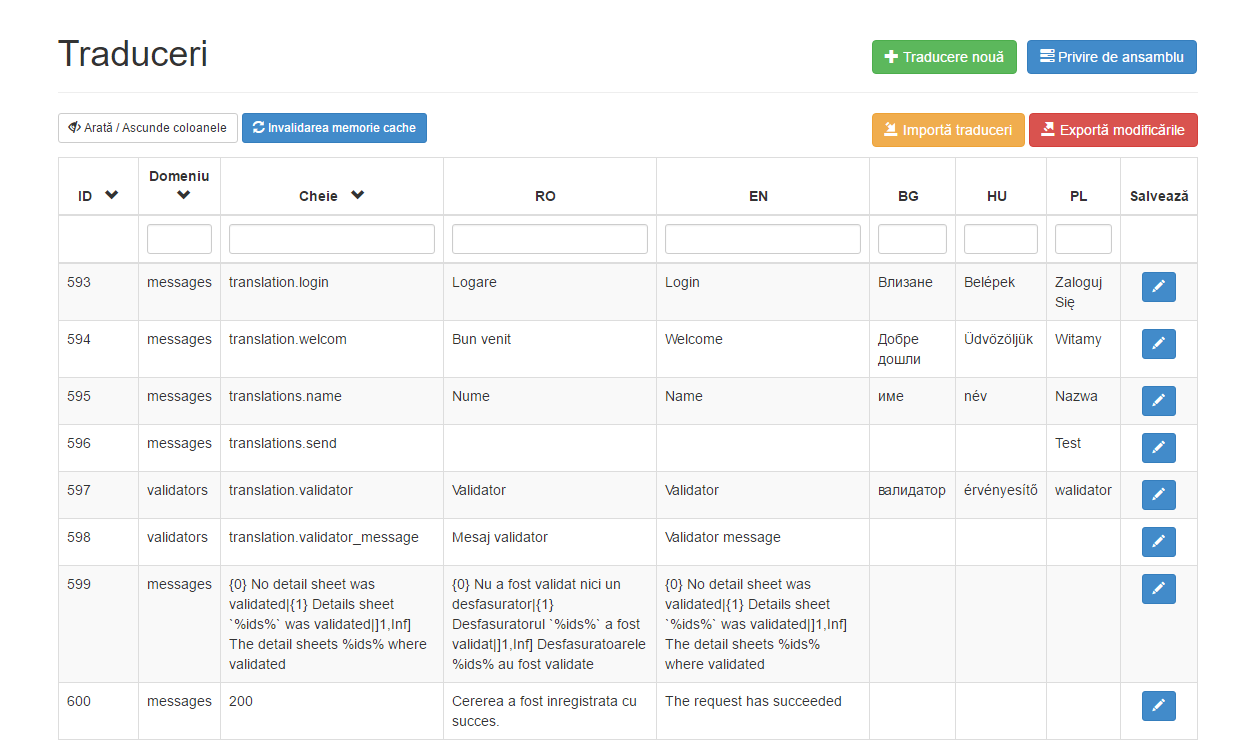 Traduceri
Traducere nouă
Privire de ansamblu
Arată / Ascunde coloanele
Invalidarea memorie cache
Importă traduceri
Exportă modificările
ID
Domeniu
Cheie
RO
EN
BG
HU
PL
Salvează
593
messages
translation.login
Logare
Login
Влизане
Belépek
Zaloguj
Się
594
messages
translation.welcom
Bun venit
Welcome
Добре
дошли
Üdvözöljük
Witamy
595
messages
translations.name
Nume
Name
име
név
Nazwa
596
messages
translations.send
Test
597
validators
translation.validator
Validator
Validator
валидатор
érvényesítő
walidator
598
validators
translation.validator_message
Mesaj validator
Validator message
599
messages
{0} No detail sheet was
validated|{1} Details sheet
`%ids%` was validated|]1,Inf]
The detail sheets %ids% where
validated
{0} Nu a fost validat nici un
desfasurator|{1}
Desfasuratorul `%ids%` a fost
validat|]1,Inf] Desfasuratoarele
%ids% au fost validate
{0} No detail sheet was
validated|{1} Details sheet
`%ids%` was validated|]1,Inf]
The detail sheets %ids%
where validated
600
messages
200
Cererea a fost inregistrata cu
succes.
The request has succeeded